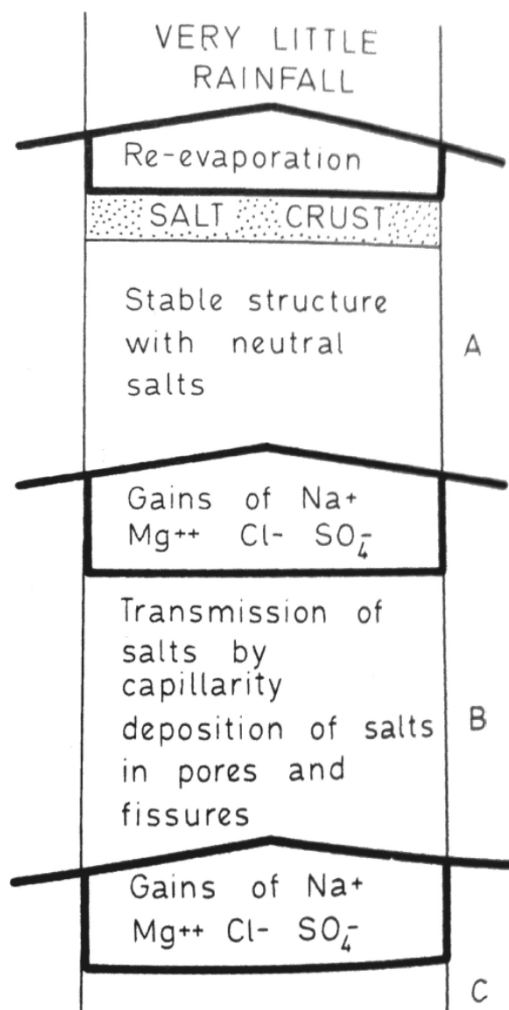 VERY LITTLE
RAINFALL
Re-evaporation
SALT CRUST
Stable structure
with neutral
salts
A
Gains of Na+
Mg++ Cl- SO4-
Transmission of
salts by
capillarity
deposition of salts
in pores and
fissures
B
Gains of Na+
Mg++ Cl- SO4-
C